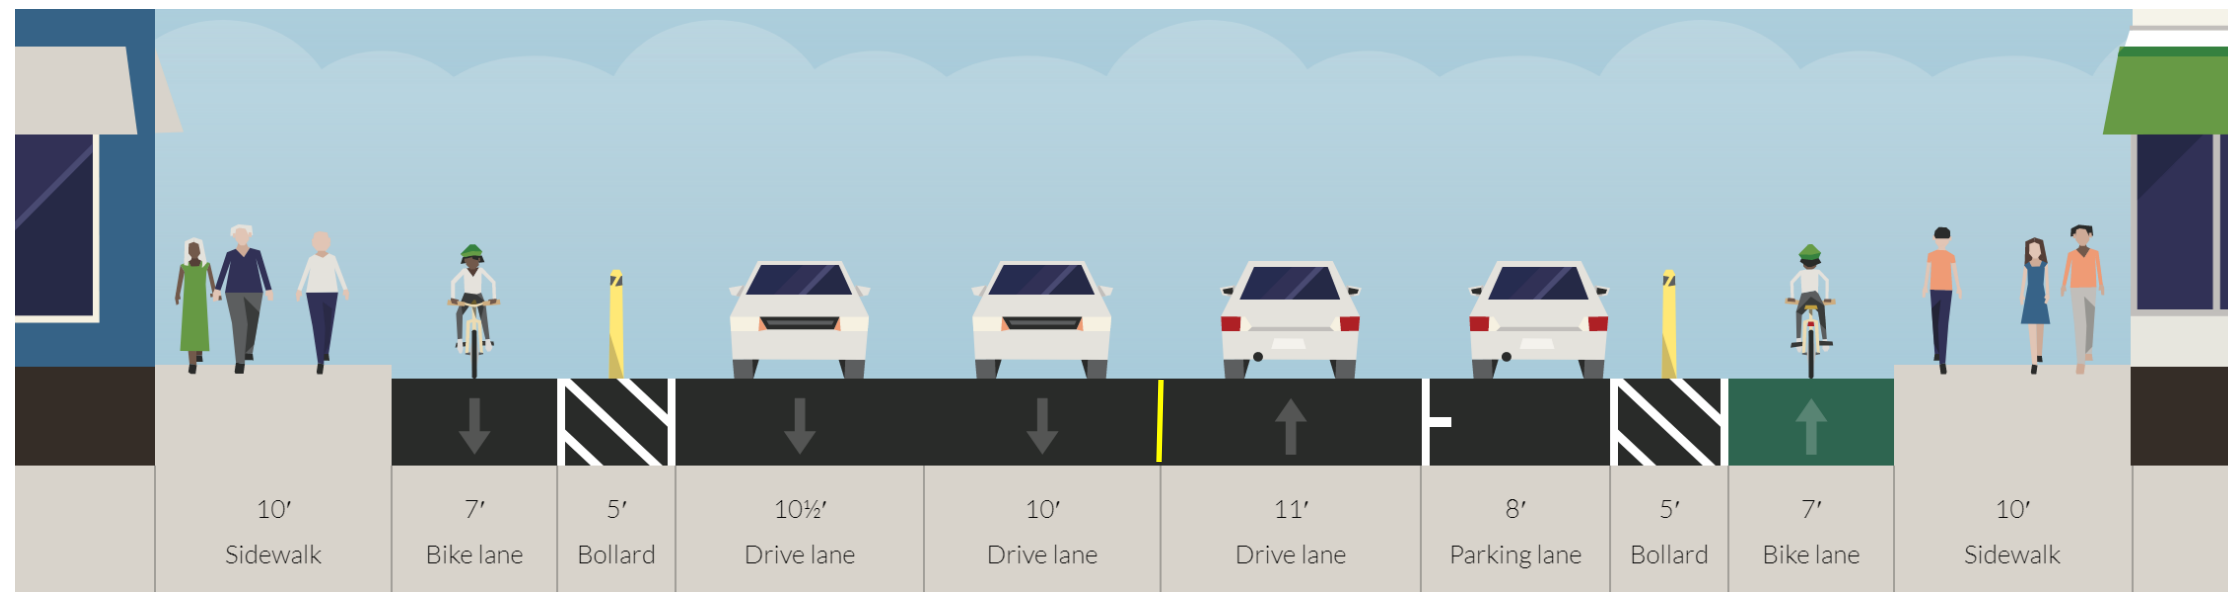 10′ 7′ 5′ 10½′ 10′ 11′ 8′ 5′ 7′ 10′
Sidewalk Bike lane Bollard Drive lane Drive lane Drive lane Parking lane Bollard Bike lane Sidewalk